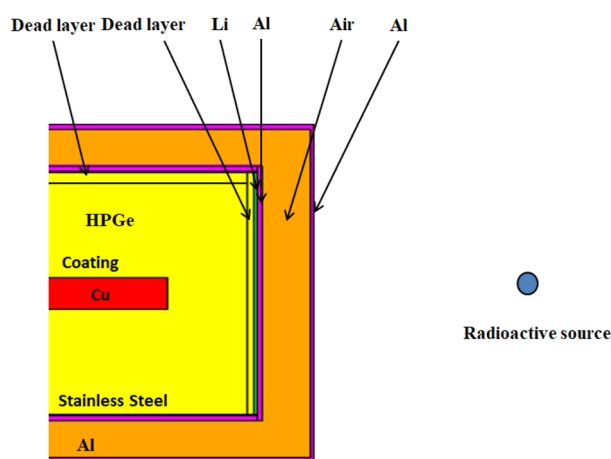 Dead layer Dead layer Li Al Air Al
HPGe
Coating
Cu
Radioactive source
Stainless Steel
Al